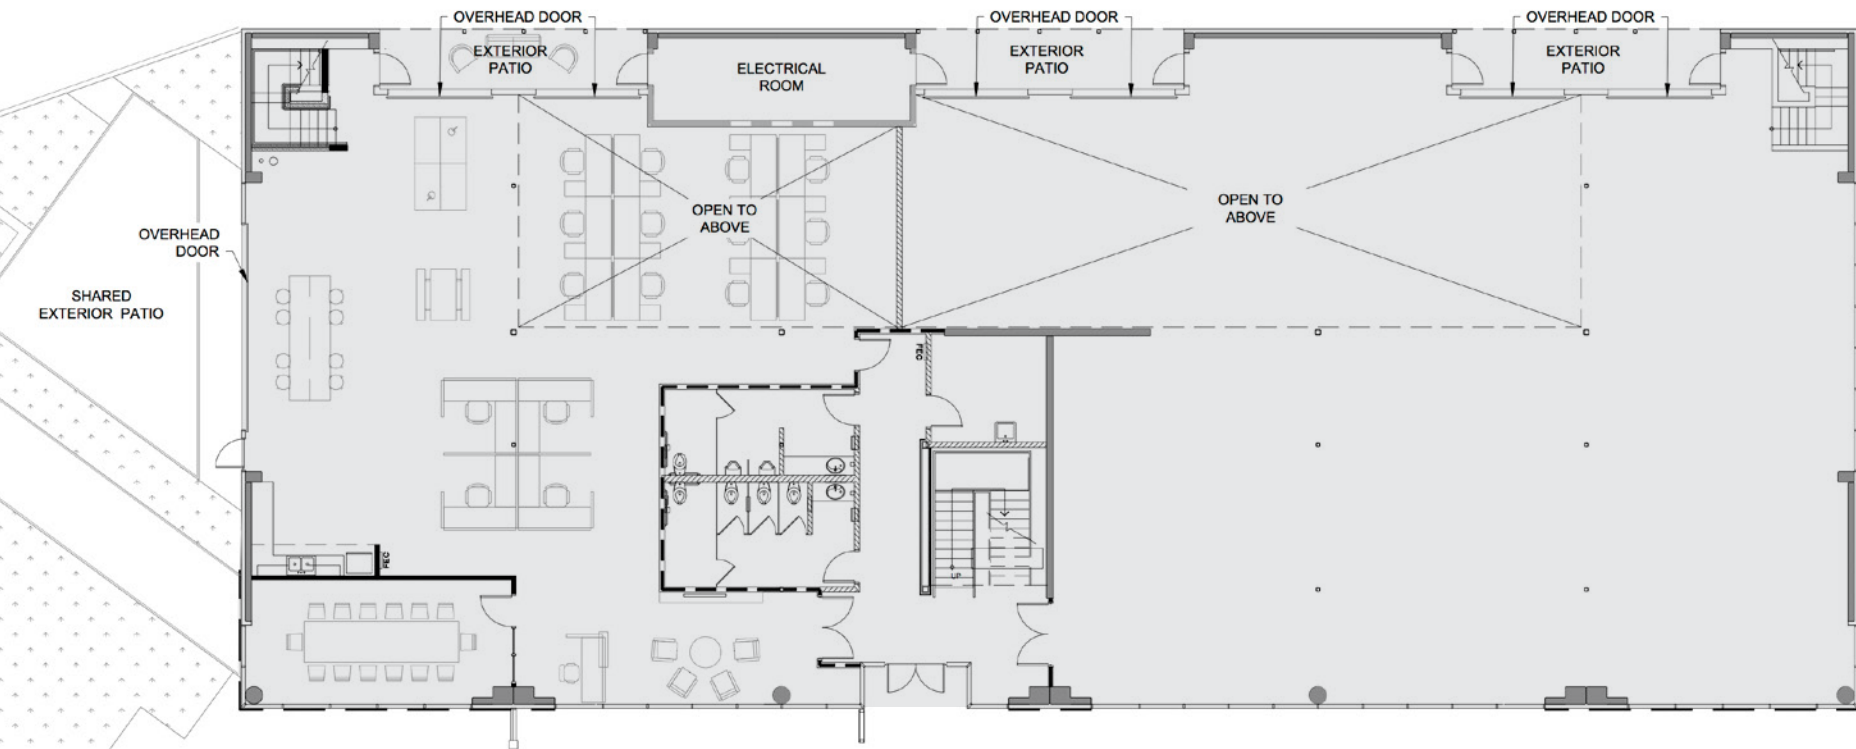 OVERHEAD DOOR
OVERHEAD DOOR
OVERHEAD DOOR
EXTERIOR
PATIO
ELECTRICAL
ROOM
EXTERIOR
PATIO
EXTERIOR
PATIO
OPEN TO
ABOVE
OPEN TO
ABOVE
OVERHEAD
DOOR
SHARED
EXTERIOR PATIO
FEC
FEC
UP